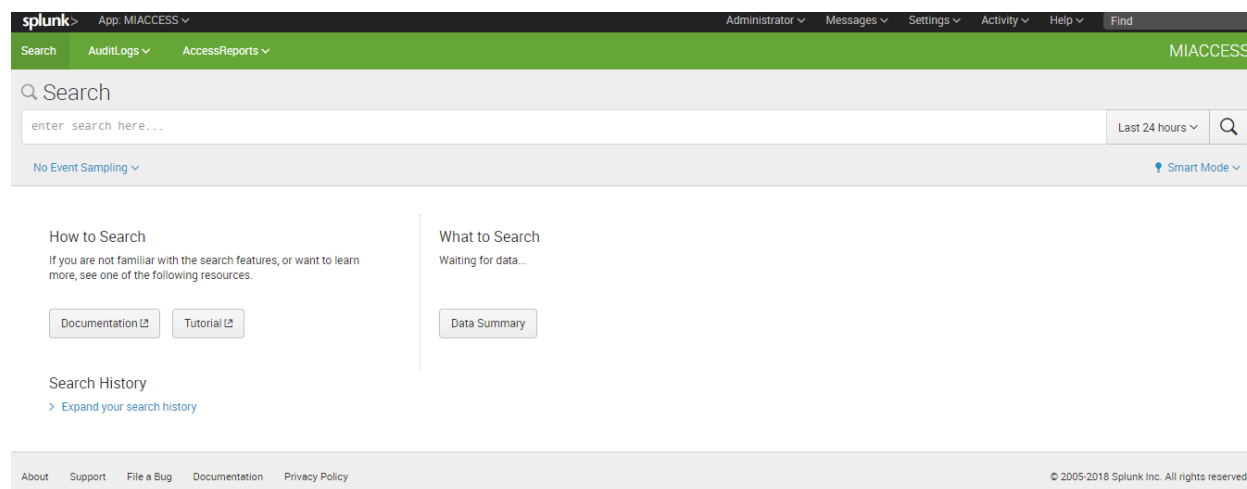 splunk> App: MIACCESS Administrator Messages Settings Activity Help Find
Search AuditLogs AccessReports MIACCESS
Search
enter search here... Last 24 hours
No Event Sampling Smart Mode
How to Search
If you are not familiar with the search features, or want to learn
more, see one of the following resources.
Documentation Tutorial
What to Search
Waiting for data...
Data Summary
Search History
> Expand your search history
About Support File a Bug Documentation Privacy Policy © 2005-2018 Splunk Inc. All rights reserved